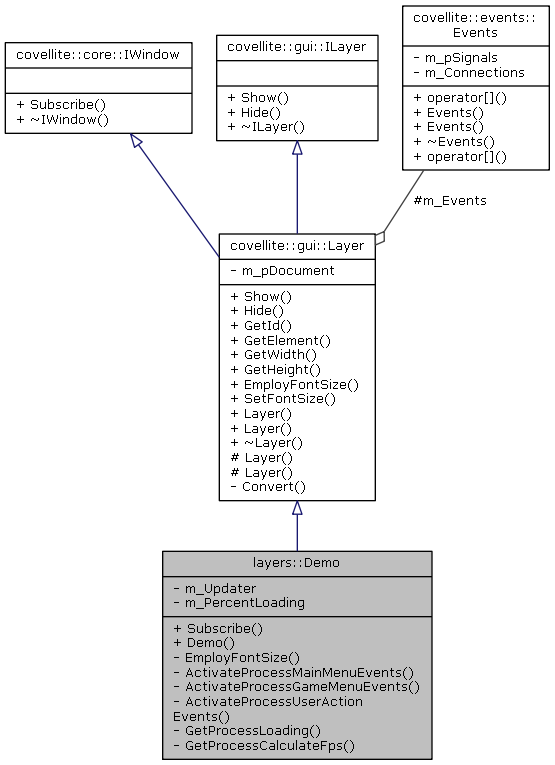 covellite::core::IWindow
+ Subscribe()
+ ~IWindow()
covellite::gui::ILayer
+ Show()
+ Hide()
+ ~ILayer()
covellite::events::
Events
- m_pSignals
- m_Connections
+ operator[]()
+ Events()
+ Events()
+ ~Events()
+ operator[]()
#m_Events
covellite::gui::Layer
- m_pDocument
+ Show()
+ Hide()
+ GetId()
+ GetElement()
+ GetWidth()
+ GetHeight()
+ EmployFontSize()
+ SetFontSize()
+ Layer()
+ Layer()
+ ~Layer()
# Layer()
# Layer()
- Convert()
layers::Demo
- m_Updater
- m_PercentLoading
+ Subscribe()
+ Demo()
- EmployFontSize()
- ActivateProcessMainMenuEvents()
- ActivateProcessGameMenuEvents()
- ActivateProcessUserAction
Events()
- GetProcessLoading()
- GetProcessCalculateFps()